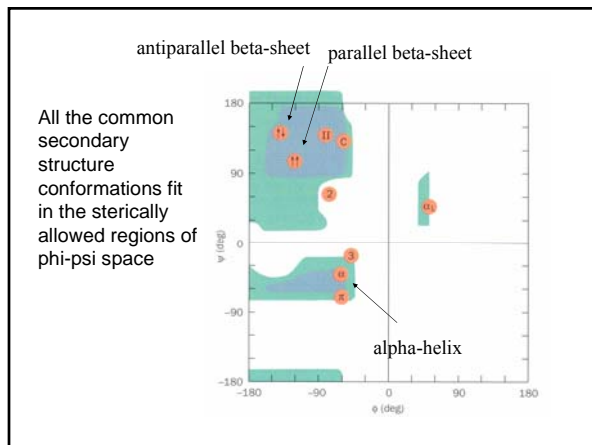 antiparallel beta-sheet
parallel beta-sheet
All the common
secondary
structure
conformations fit
in the sterically
allowed regions of
phi-psi space
180
90
0
–90
–180
ψ (deg)
↑↓
II
C
↑↑
2
αL
3
α
π
alpha-helix
–180
–90
0
90
180
φ (deg)